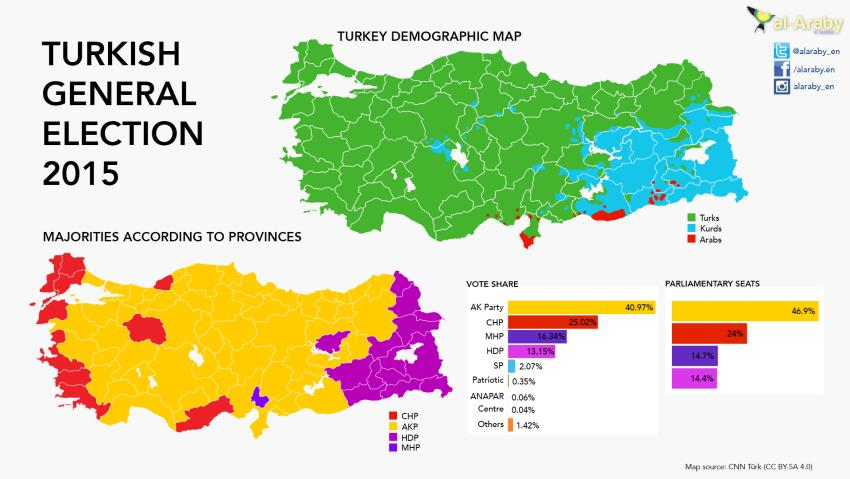 al-Araby
@alaraby_en
/alaraby.en
alaraby_en
TURKISH
GENERAL
ELECTION
2015
TURKEY DEMOGRAPHIC MAP
Turks
Kurds
Arabs
MAJORITIES ACCORDING TO PROVINCES
CHP
AKP
HDP
MHP
VOTE SHARE
AK Party 40.97%
CHP 25.02%
MHP 16.34%
HDP 13.15%
SP 2.07%
Patriotic 0.35%
ANAPAR 0.06%
Centre 0.04%
Others 1.42%
PARLIAMENTARY SEATS
46.9%
24%
14.7%
14.4%
Map source: CNN Türk (CC BY-SA 4.0)